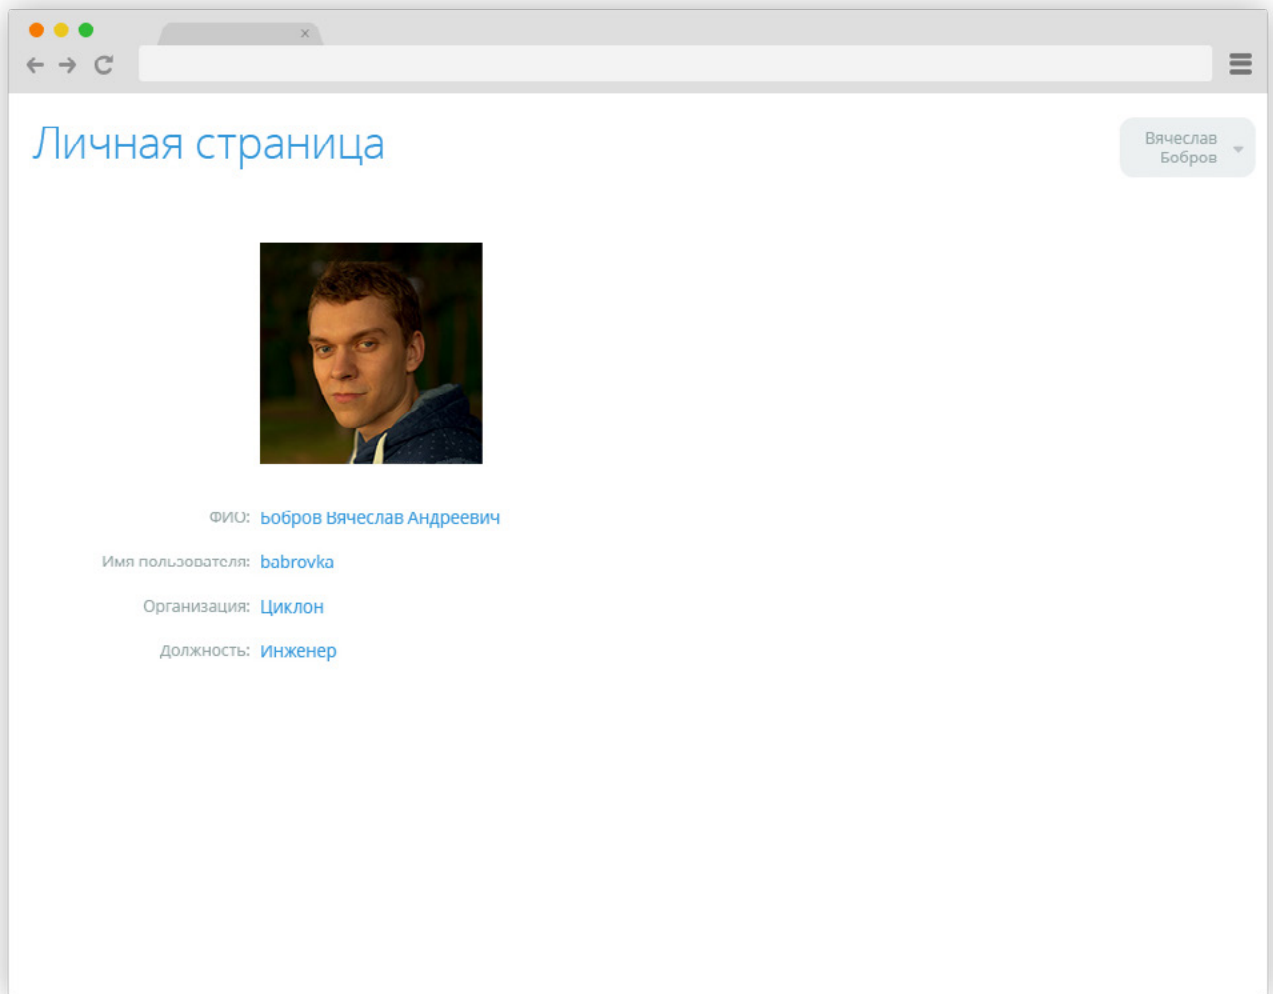 Личная страница
Вячеслав
Бобров
ФИО: Бобров Вячеслав Андреевич
Имя пользователя: babrovka
Организация: Циклон
Должность: Инженер